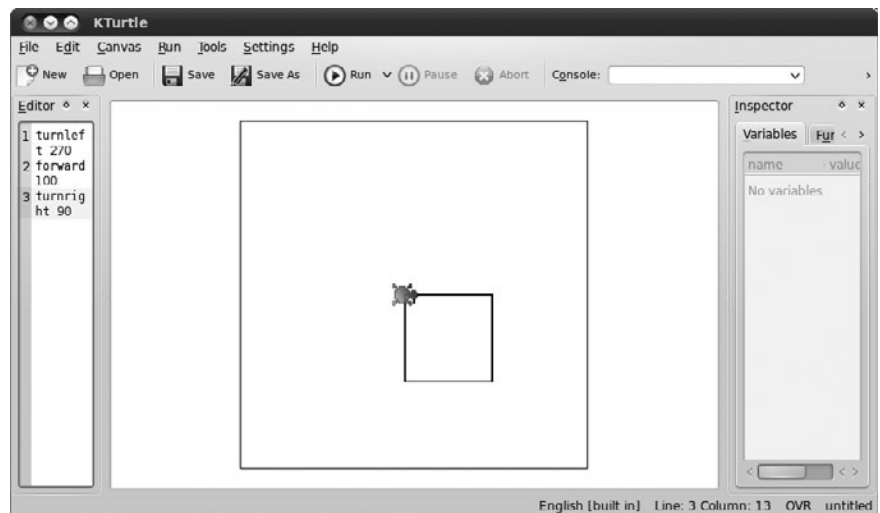 KTurtle
File Edit Canvas Run Tools Settings Help
New Open Save Save As Run Pause Abort Console:
Editor
Inspector
1 turnlef
t 270
2 forward
100
3 turnrig
ht 90
Variables Fur
name valuc
No variables
English [built in] Line: 3 Column: 13 OVR untitled